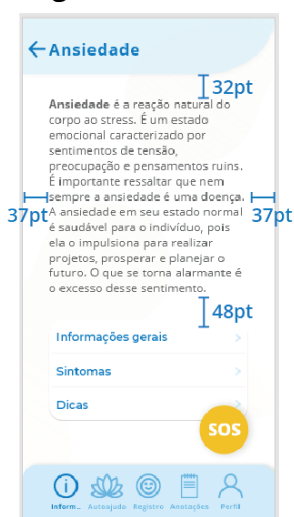 Ansiedade
32pt
Ansiedade é a reação natural do
corpo ao stress. É um estado
emocional caracterizado por
sentimentos de tensão,
preocupação e pensamentos ruins.
É importante ressaltar que nem
sempre a ansiedade é uma doença.
37pt
A ansiedade em seu estado normal
37pt
é saudável para o indivíduo, pois
ela o impulsiona para realizar
projetos, prosperar e planejar o
futuro. O que se torna alarmante é
o excesso desse sentimento.
48pt
Informações gerais
Sintomas
Dicas
SOS
Inform... Autoajuda Registro Anotações Perfil